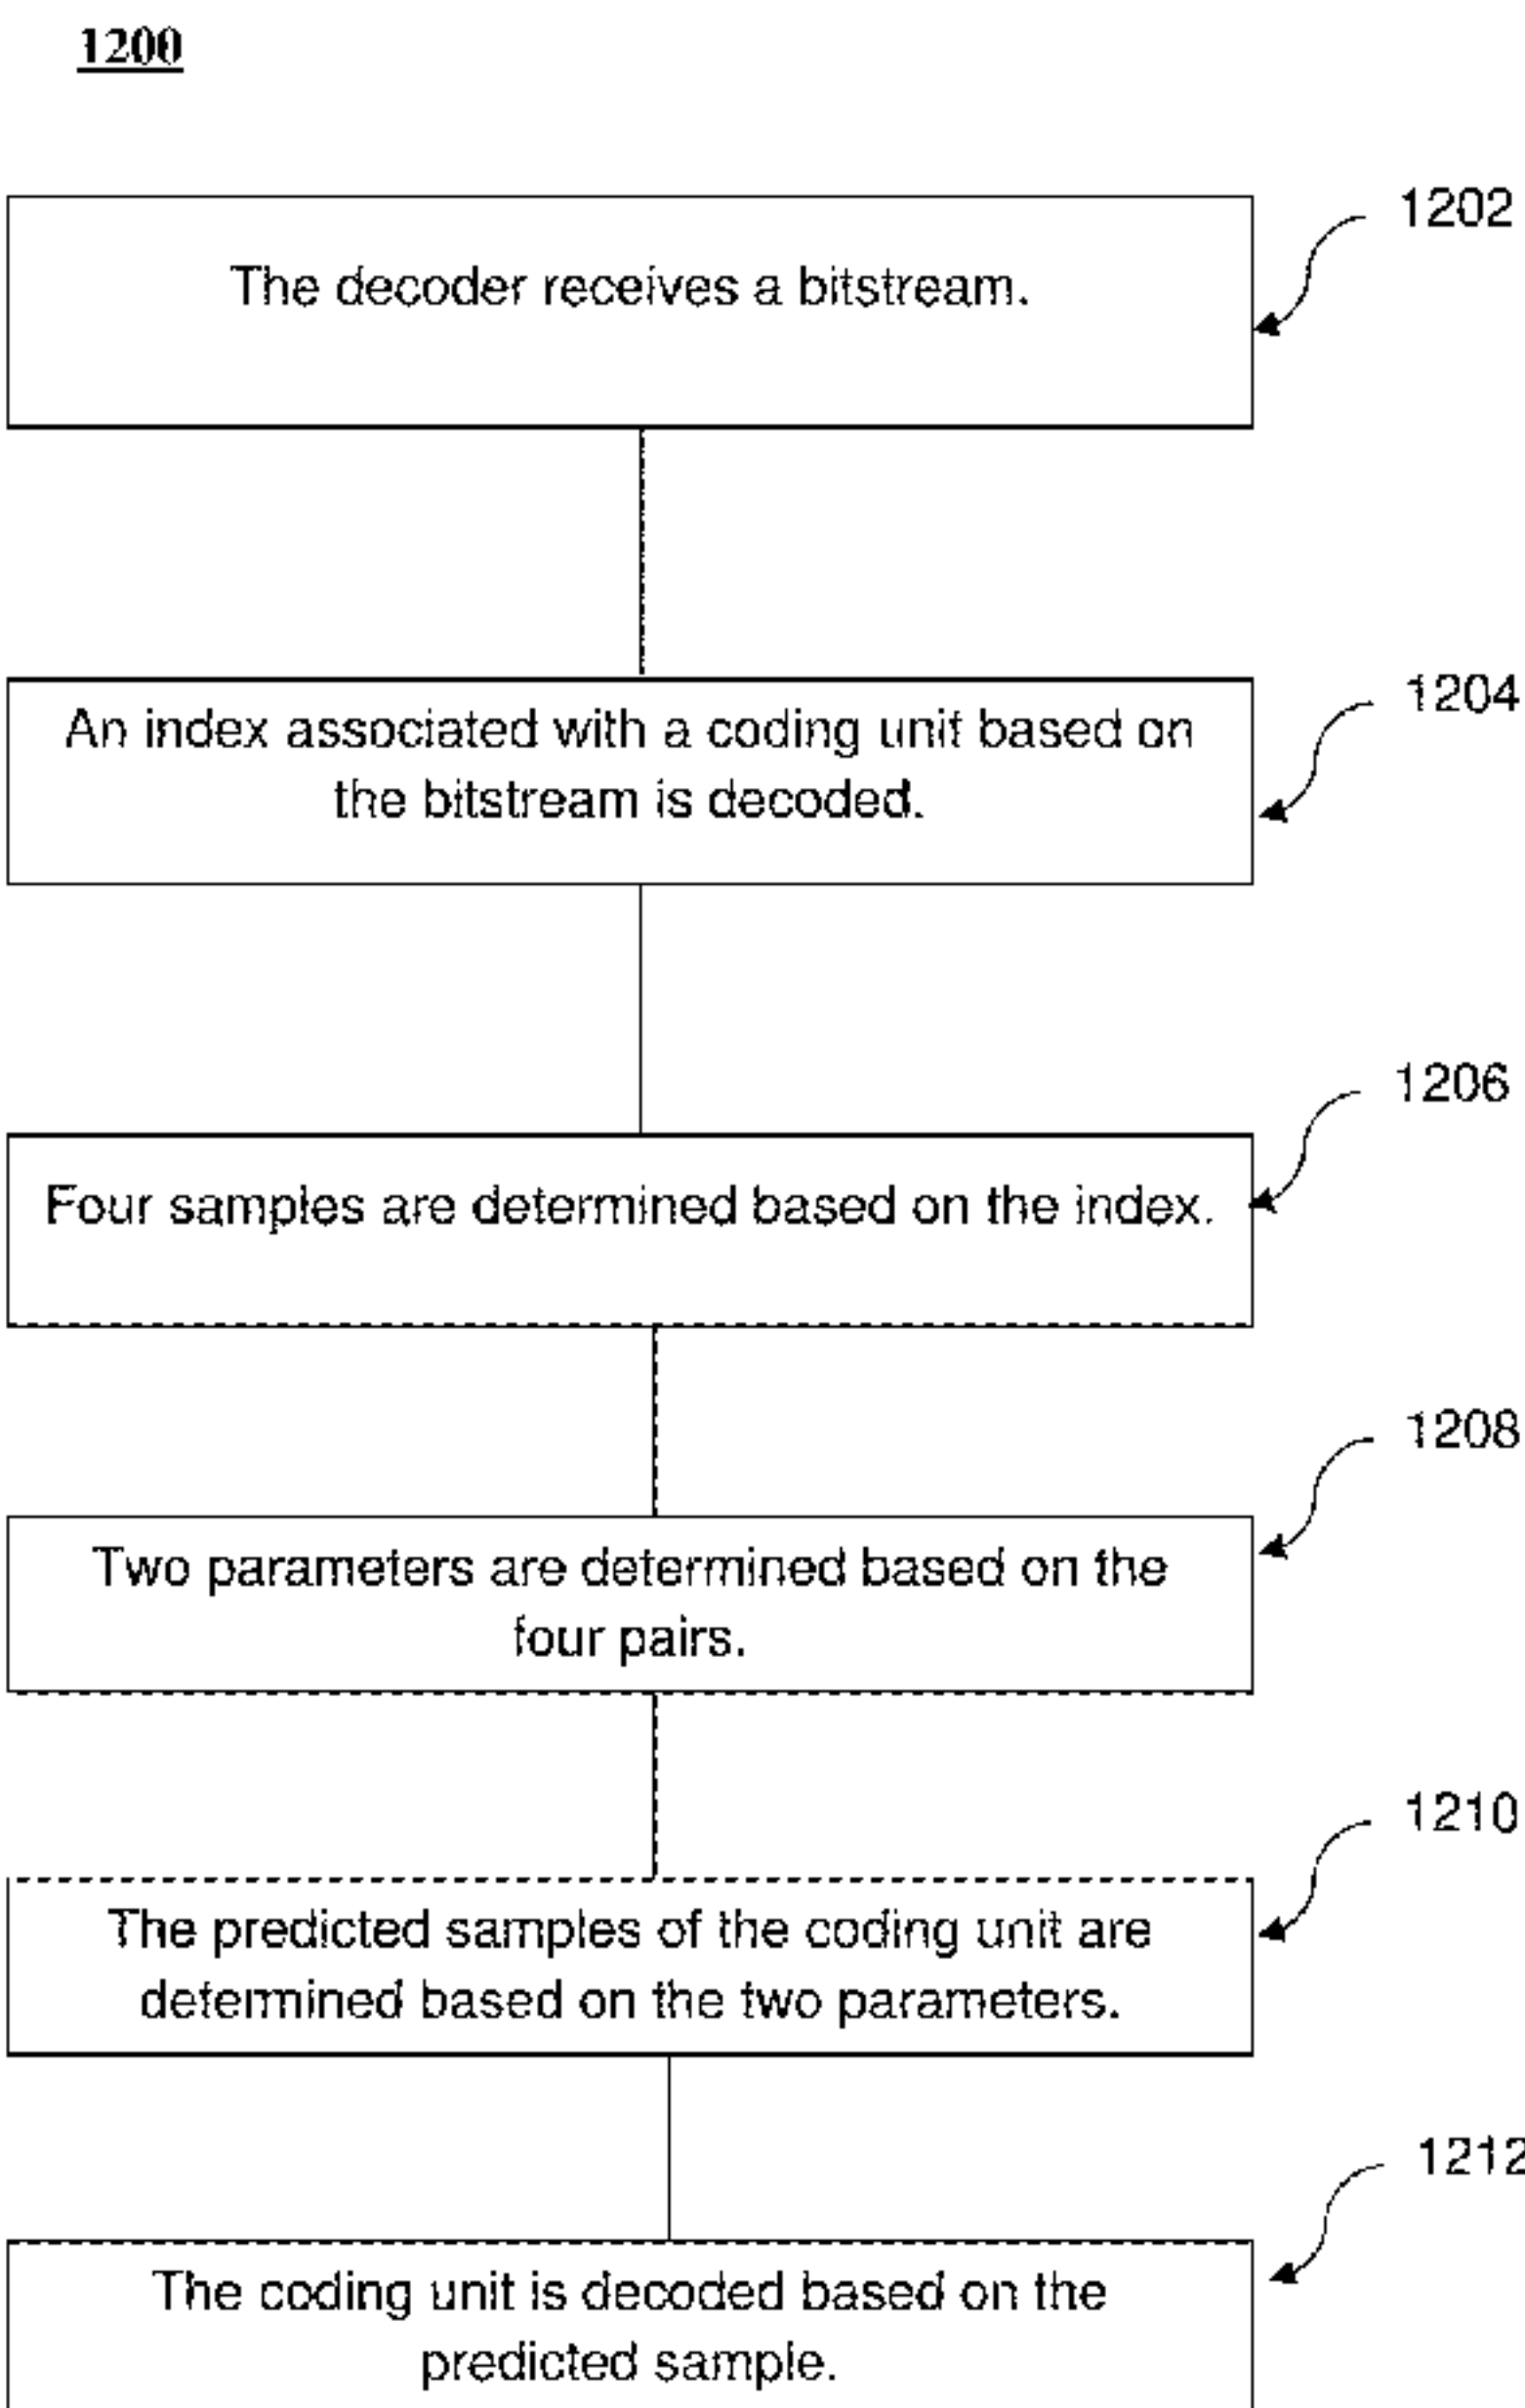 1200
1202
The decoder receives a bitstream.
1204
An index associated with a coding unit based on
the bitstream is decoded.
1206
Four samples are determined based on the index.
1208
Two parameters are determined based on the
four pairs.
1210
The predicted samples of the coding unit are
determined based on the two parameters.
1212
The coding unit is decoded based on the
predicted sample.